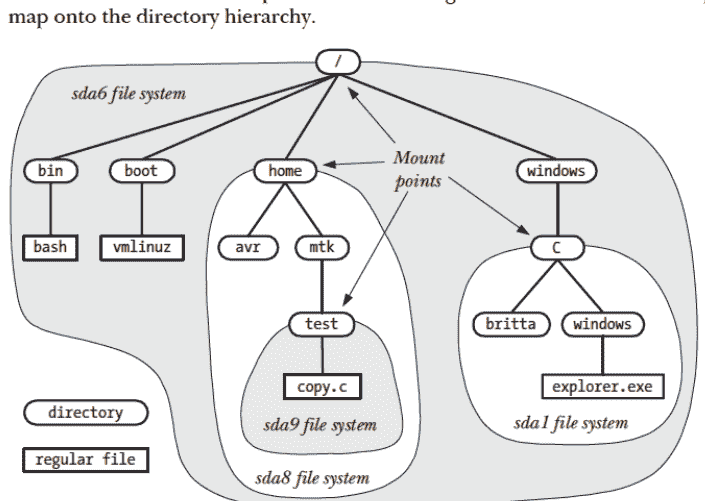 map onto the directory hierarchy.
/
sda6 file system
bin
boot
home
Mount
points
windows
bash
vmlinuz
avr
mtk
C
test
britta
windows
copy.c
explorer.exe
directory
sda9 file system
sda1 file system
regular file
sda8 file system